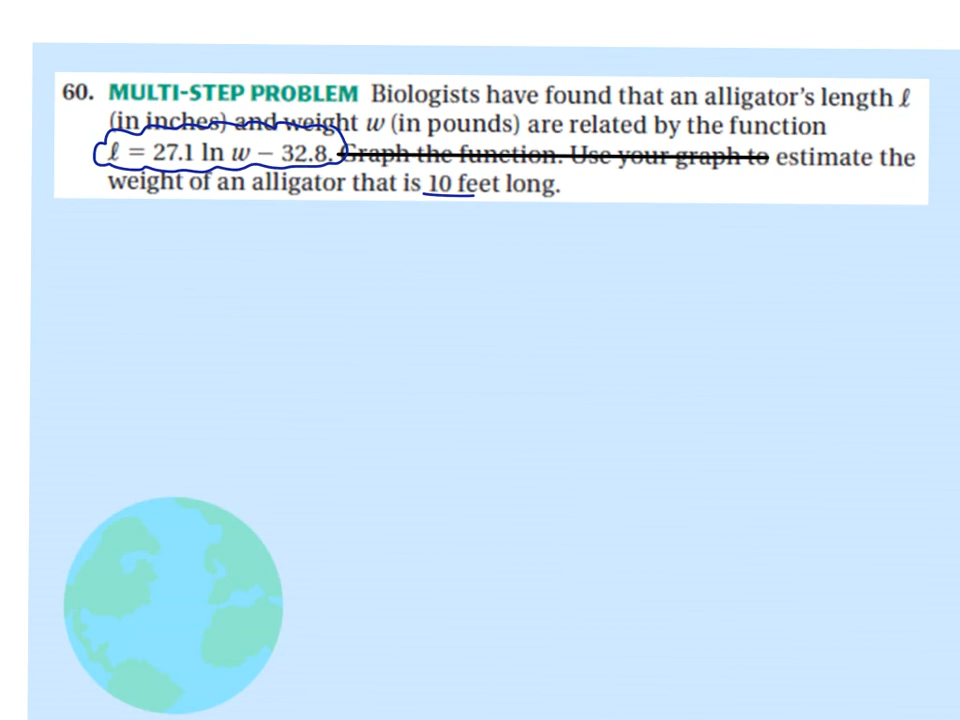 60. MULTI-STEP PROBLEM Biologists have found that an alligator's length ℓ
(in inches) and weight w (in pounds) are related by the function
ℓ = 27.1 ln w – 32.8. Graph the function. Use your graph to estimate the
weight of an alligator that is 10 feet long.